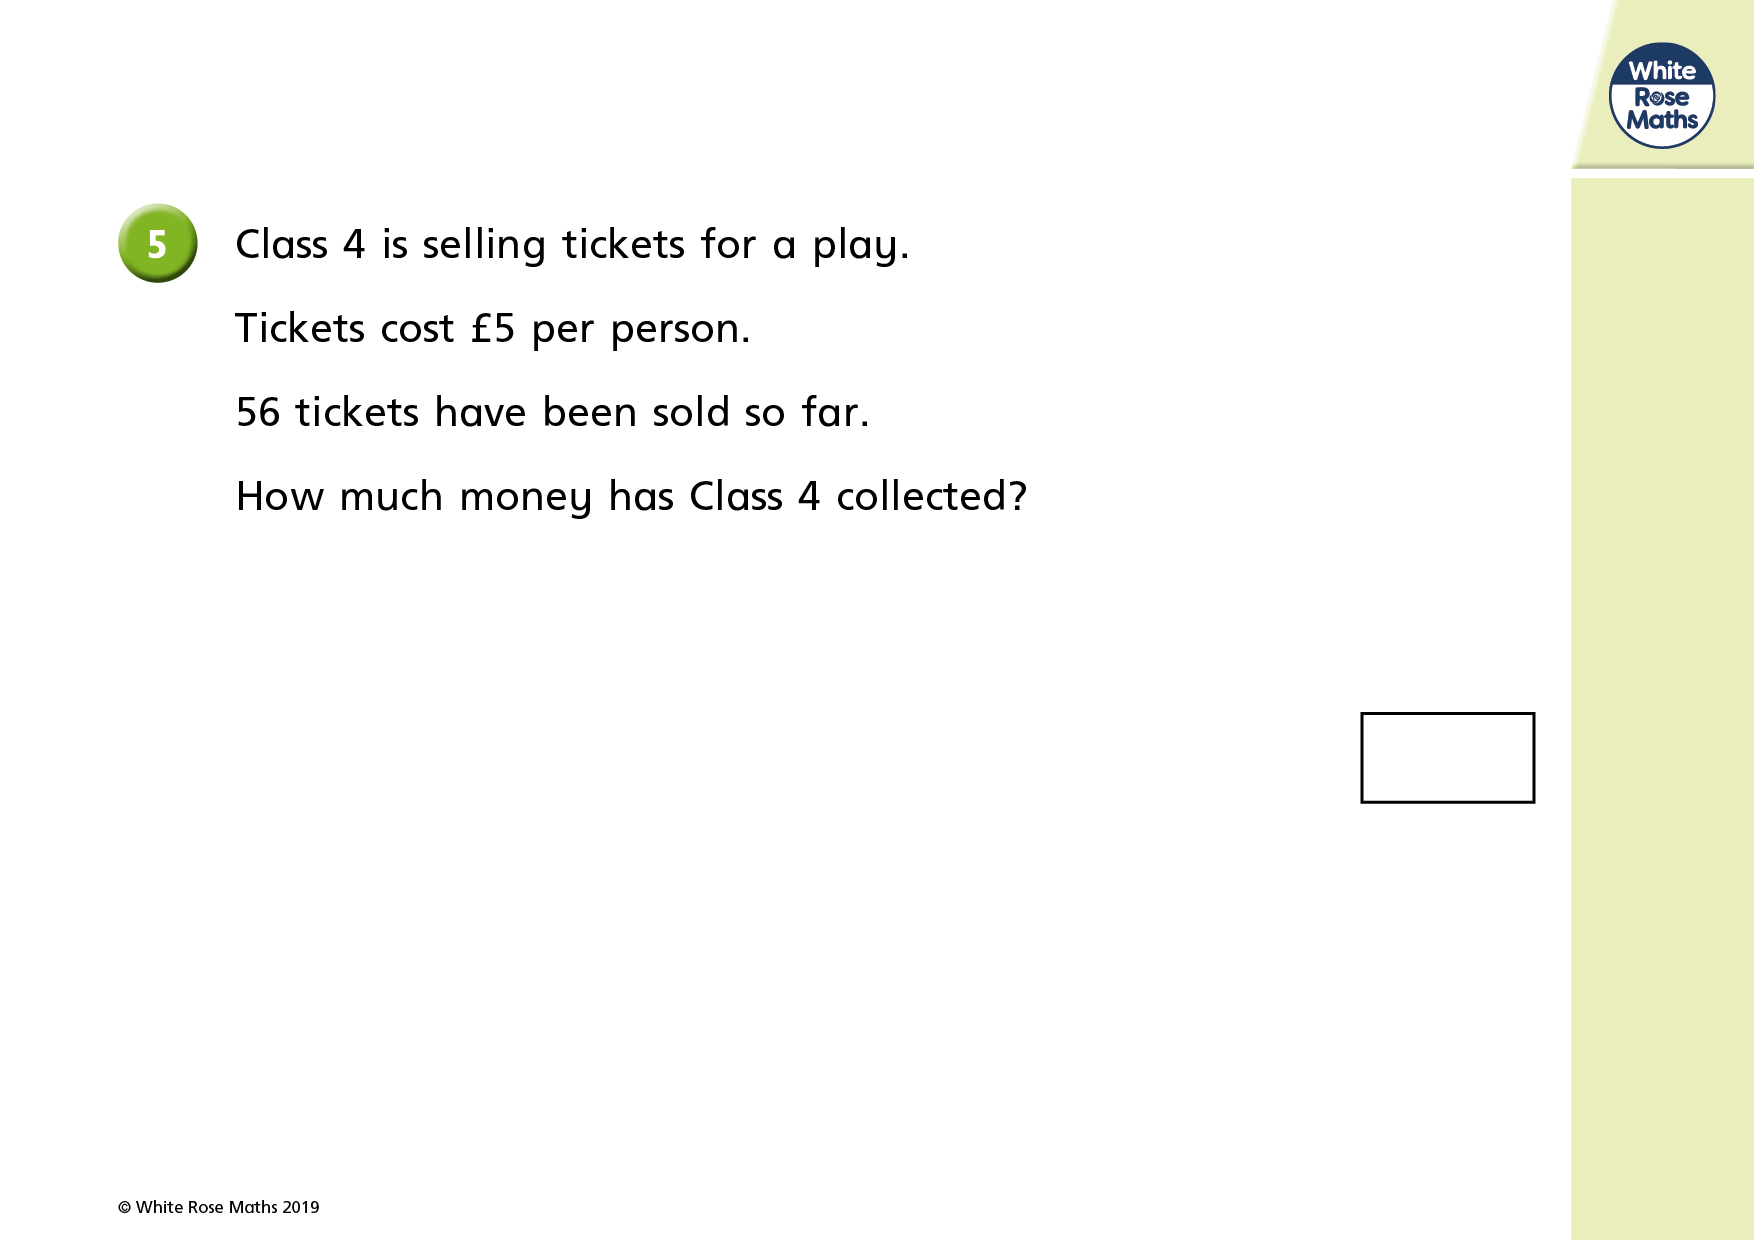 White
Rose
Maths
5 Class 4 is selling tickets for a play.
Tickets cost £5 per person.
56 tickets have been sold so far.
How much money has Class 4 collected?
© White Rose Maths 2019